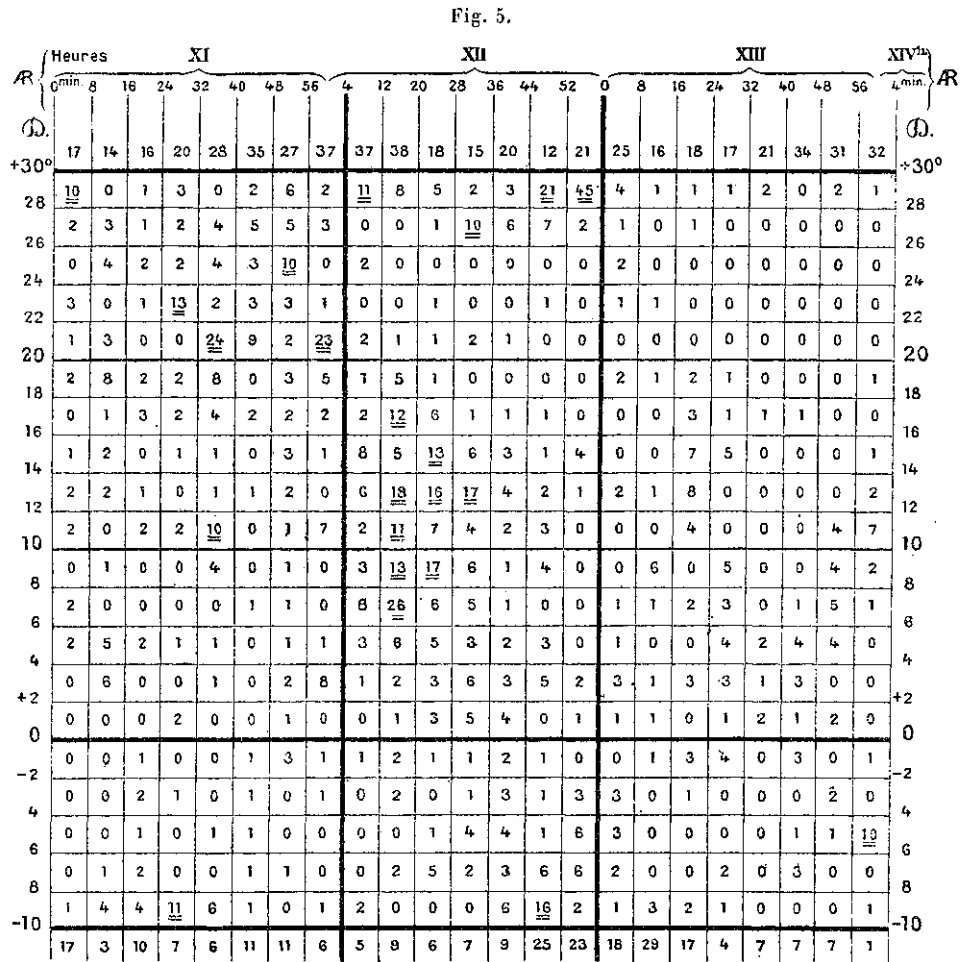 Fig. 5.
Heures XI XII XIII XIVh
AR 0min. 8 16 24 32 40 48 56 4 12 20 28 36 44 52 0 8 16 24 32 40 48 56 4min. AR
(D). (D).
17 14 16 20 28 35 27 37 37 38 18 15 20 12 21 25 16 18 17 21 34 31 32
+30° +30°
10 0 1 3 0 2 6 2 11 8 5 2 3 21 45 4 1 1 1 2 0 2 1
28 28
2 3 1 2 4 5 5 3 0 0 1 10 6 7 2 1 0 1 0 0 0 0 0
26 26
0 4 2 2 4 3 10 0 2 0 0 0 0 0 0 2 0 0 0 0 0 0 0
24 24
3 0 1 13 2 3 3 1 0 0 1 0 0 1 0 1 1 0 0 0 0 0 0
22 22
1 3 0 0 24 9 2 23 2 1 1 2 1 0 0 0 0 0 0 0 0 0 0
20 20
2 8 2 2 8 0 3 5 1 5 1 0 0 0 0 2 1 2 1 0 0 0 1
18 18
0 1 3 2 4 2 2 2 2 12 6 1 1 1 0 0 0 3 1 1 1 0 0
16 16
1 2 0 1 1 0 3 1 8 5 13 6 3 1 4 0 0 7 5 0 0 0 1
14 14
2 2 1 0 1 1 2 0 6 18 16 17 4 2 1 2 1 8 0 0 0 0 2
12 12
2 0 2 2 10 0 1 7 2 11 7 4 2 3 0 0 0 4 0 0 0 4 7
10 10
0 1 0 0 4 0 1 0 3 13 17 6 1 4 0 0 6 0 5 0 0 4 2
8 8
2 0 0 0 0 1 1 0 8 26 6 5 1 0 0 1 1 2 3 0 1 5 1
6 6
2 5 2 1 1 0 1 1 3 6 5 3 2 3 0 1 0 0 4 2 4 4 0
4 4
0 6 0 0 1 0 2 8 1 2 3 6 3 5 2 3 1 3 3 1 3 0 0
+2 +2
0 0 0 2 0 0 1 0 0 1 3 5 4 0 1 1 1 0 1 2 1 2 0
0 0
0 0 1 0 0 1 3 1 1 2 1 1 2 1 0 0 1 3 4 0 3 0 1
-2 -2
0 0 2 1 0 1 0 1 0 2 0 1 3 1 3 3 0 1 0 0 0 2 0
4 4
0 0 1 0 1 1 0 0 0 0 1 4 4 1 6 3 0 0 0 0 1 1 10
6 6
0 1 2 0 0 1 1 0 0 2 5 2 3 6 6 2 0 0 2 0 3 0 0
8 8
1 4 4 11 6 1 0 1 2 0 0 0 6 16 2 1 3 2 1 0 0 0 1
-10 -10
17 3 10 7 6 11 11 6 5 9 6 7 9 25 23 18 29 17 4 7 7 7 1